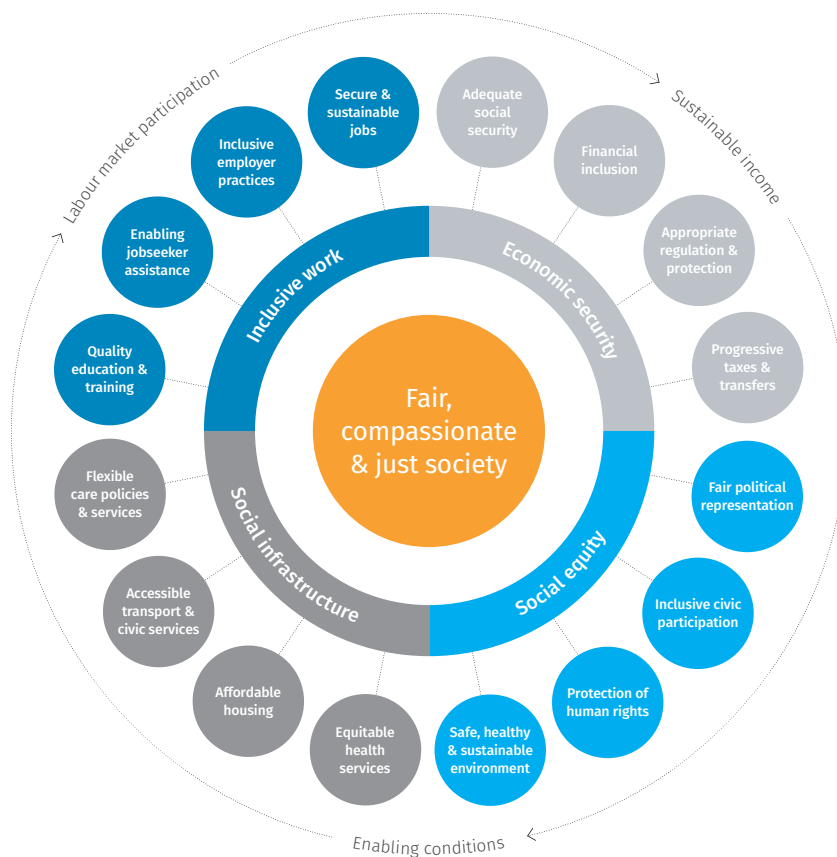 Labour market participation
Sustainable income
Enabling conditions
Secure &
sustainable
jobs
Inclusive
employer
practices
Enabling
jobseeker
assistance
Quality
education &
training
Inclusive work
Adequate
social
security
Financial
inclusion
Appropriate
regulation &
protection
Progressive
taxes &
transfers
Economic security
Fair,
compassionate
& just society
Flexible
care policies
& services
Accessible
transport &
civic services
Affordable
housing
Equitable
health
services
Social infrastructure
Fair political
representation
Inclusive civic
participation
Protection of
human rights
Safe, healthy
& sustainable
environment
Social equity